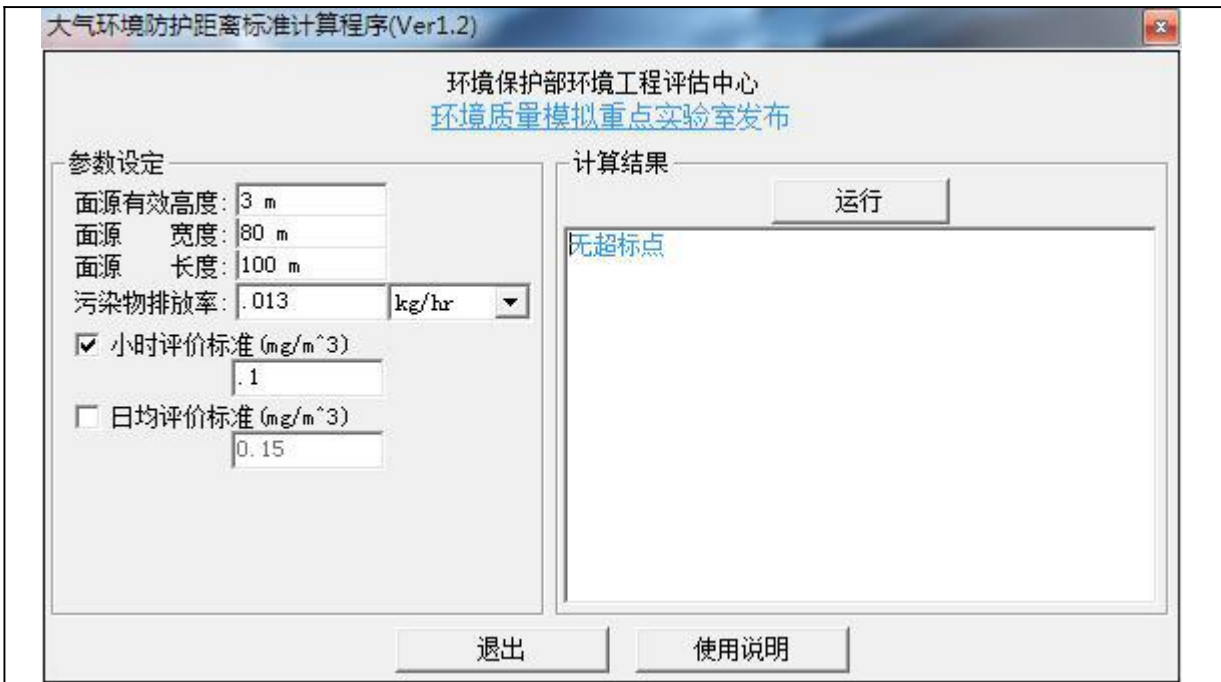 大气环境防护距离标准计算程序(Ver1.2)
环境保护部环境工程评估中心
环境质量模拟重点实验室发布
参数设定
面源有效高度: 3 m
面源 宽度: 80 m
面源 长度: 100 m
污染物排放率: .013 kg/hr
小时评价标准(mg/m^3)
.1
日均评价标准(mg/m^3)
0.15
计算结果
运行
无超标点
退出 使用说明